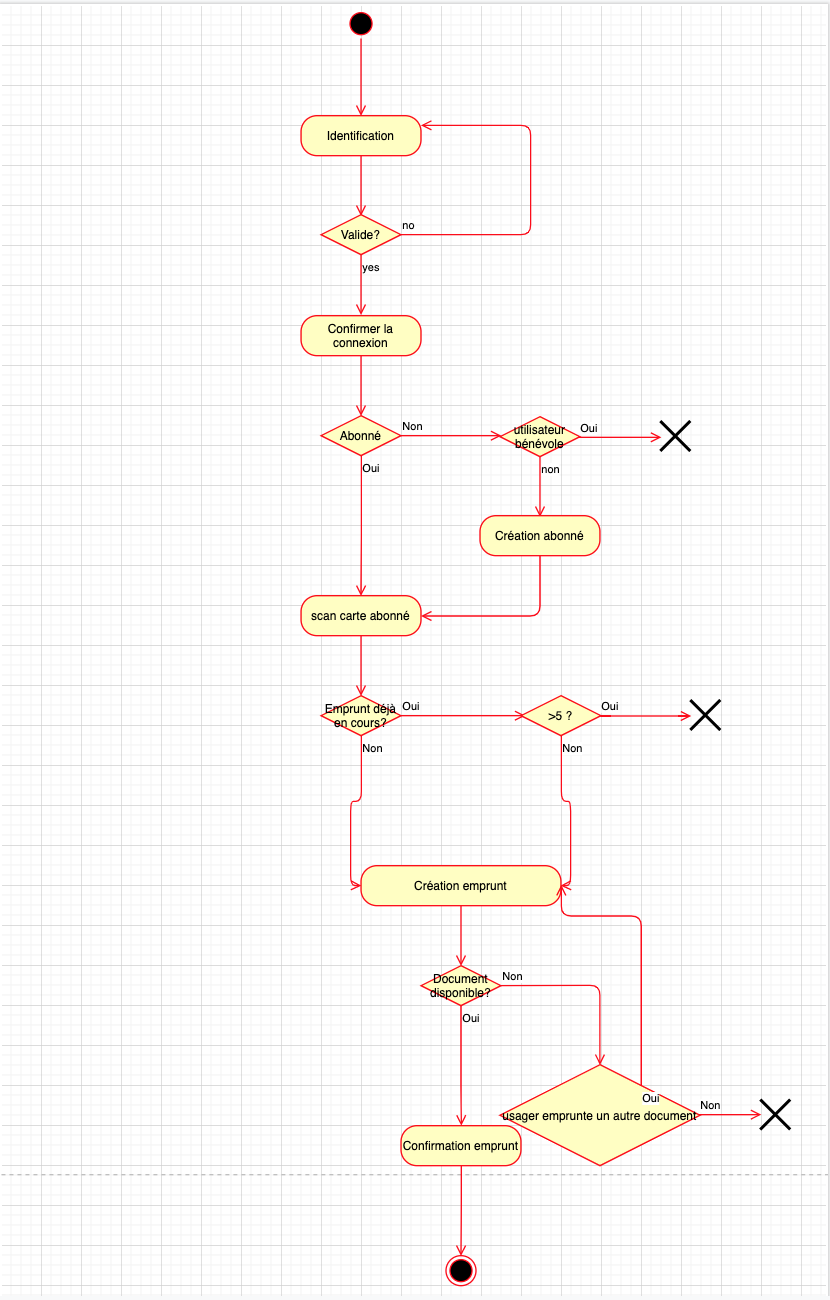 Identification
Valide?
no
yes
Confirmer la
connexion
Abonné
Non
utilisateur
bénévole
Oui
Oui
non
Création abonné
scan carte abonné
Emprunt déjà
en cours?
Oui
>5 ?
Oui
Non
Non
Création emprunt
Document
disponible?
Non
Oui
Oui
usager emprunte un autre document
Non
Confirmation emprunt